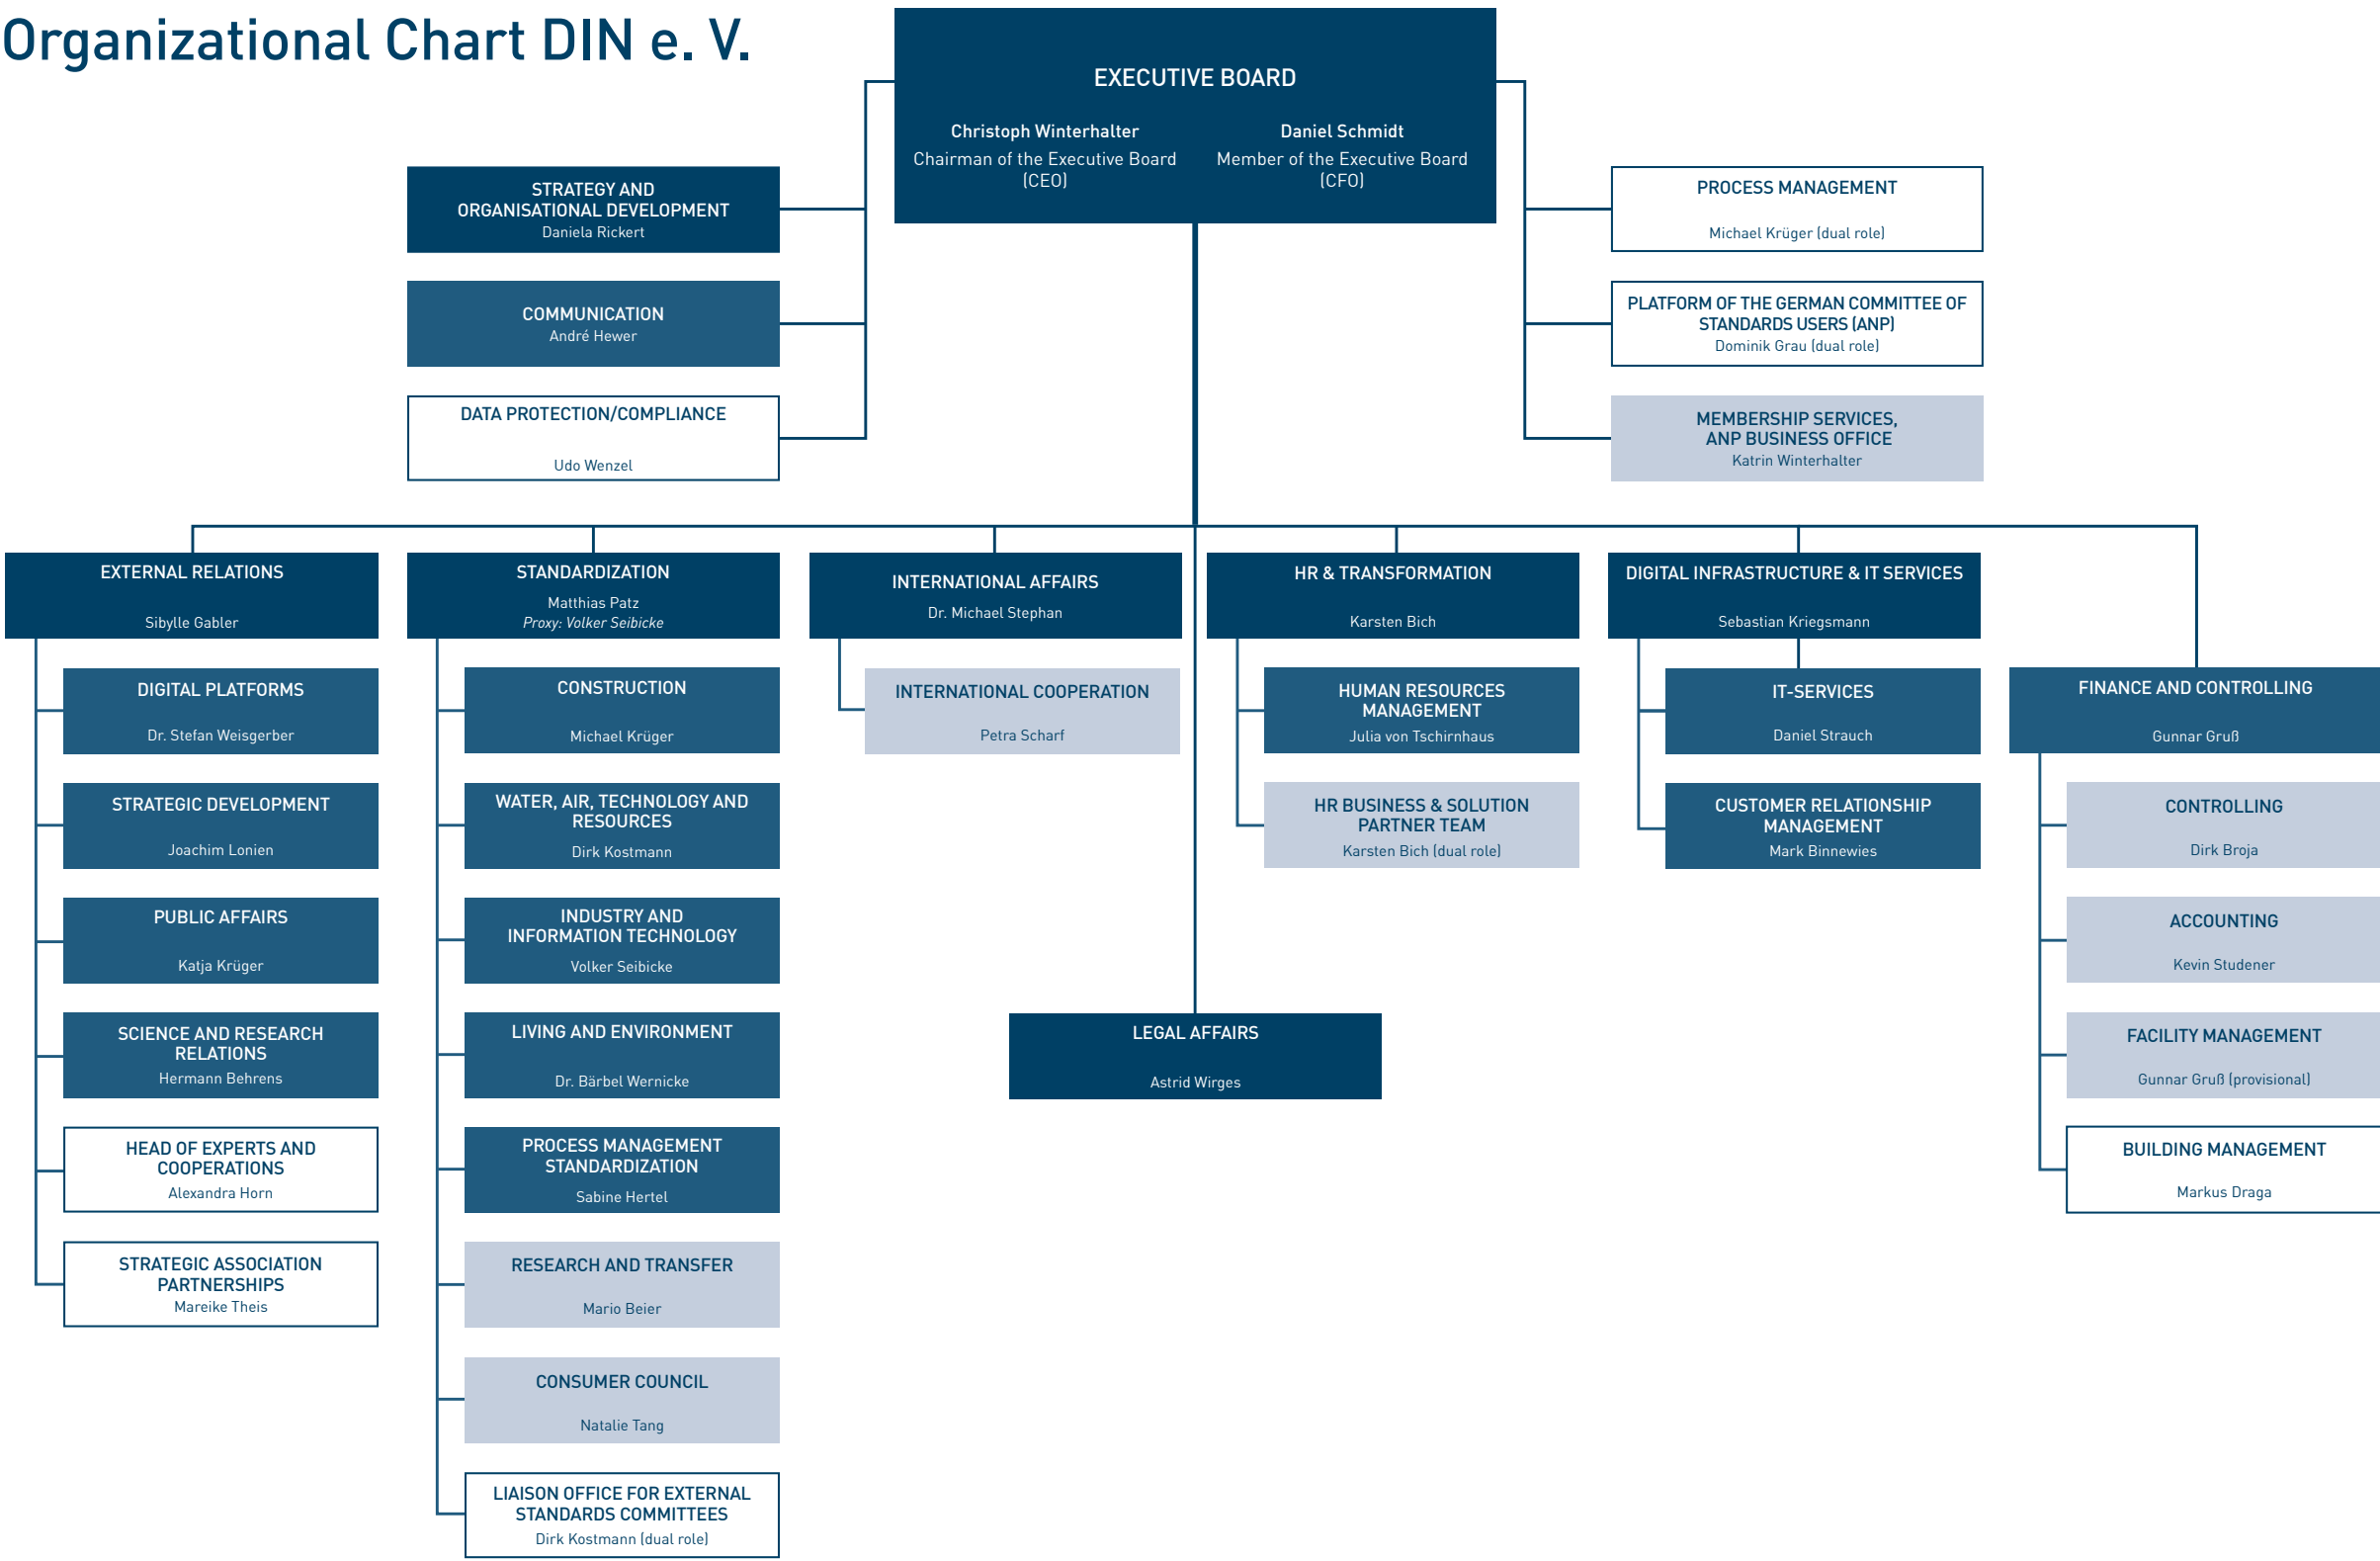 Organizational Chart DIN e. V.
EXECUTIVE BOARD
Christoph Winterhalter
Chairman of the Executive Board
(CEO)
Daniel Schmidt
Member of the Executive Board
(CFO)
STRATEGY AND
ORGANISATIONAL DEVELOPMENT
Daniela Rickert
COMMUNICATION
André Hewer
DATA PROTECTION/COMPLIANCE
Udo Wenzel
PROCESS MANAGEMENT
Michael Krüger (dual role)
PLATFORM OF THE GERMAN COMMITTEE OF
STANDARDS USERS (ANP)
Dominik Grau (dual role)
MEMBERSHIP SERVICES,
ANP BUSINESS OFFICE
Katrin Winterhalter
EXTERNAL RELATIONS
Sibylle Gabler
DIGITAL PLATFORMS
Dr. Stefan Weisgerber
STRATEGIC DEVELOPMENT
Joachim Lonien
PUBLIC AFFAIRS
Katja Krüger
SCIENCE AND RESEARCH
RELATIONS
Hermann Behrens
HEAD OF EXPERTS AND
COOPERATIONS
Alexandra Horn
STRATEGIC ASSOCIATION
PARTNERSHIPS
Mareike Theis
STANDARDIZATION
Matthias Patz
Proxy: Volker Seibicke
CONSTRUCTION
Michael Krüger
WATER, AIR, TECHNOLOGY AND
RESOURCES
Dirk Kostmann
INDUSTRY AND
INFORMATION TECHNOLOGY
Volker Seibicke
LIVING AND ENVIRONMENT
Dr. Bärbel Wernicke
PROCESS MANAGEMENT
STANDARDIZATION
Sabine Hertel
RESEARCH AND TRANSFER
Mario Beier
CONSUMER COUNCIL
Natalie Tang
LIAISON OFFICE FOR EXTERNAL
STANDARDS COMMITTEES
Dirk Kostmann (dual role)
INTERNATIONAL AFFAIRS
Dr. Michael Stephan
INTERNATIONAL COOPERATION
Petra Scharf
LEGAL AFFAIRS
Astrid Wirges
HR & TRANSFORMATION
Karsten Bich
HUMAN RESOURCES
MANAGEMENT
Julia von Tschirnhaus
HR BUSINESS & SOLUTION
PARTNER TEAM
Karsten Bich (dual role)
DIGITAL INFRASTRUCTURE & IT SERVICES
Sebastian Kriegsmann
IT-SERVICES
Daniel Strauch
CUSTOMER RELATIONSHIP
MANAGEMENT
Mark Binnewies
FINANCE AND CONTROLLING
Gunnar Gruß
CONTROLLING
Dirk Broja
ACCOUNTING
Kevin Studener
FACILITY MANAGEMENT
Gunnar Gruß (provisional)
BUILDING MANAGEMENT
Markus Draga